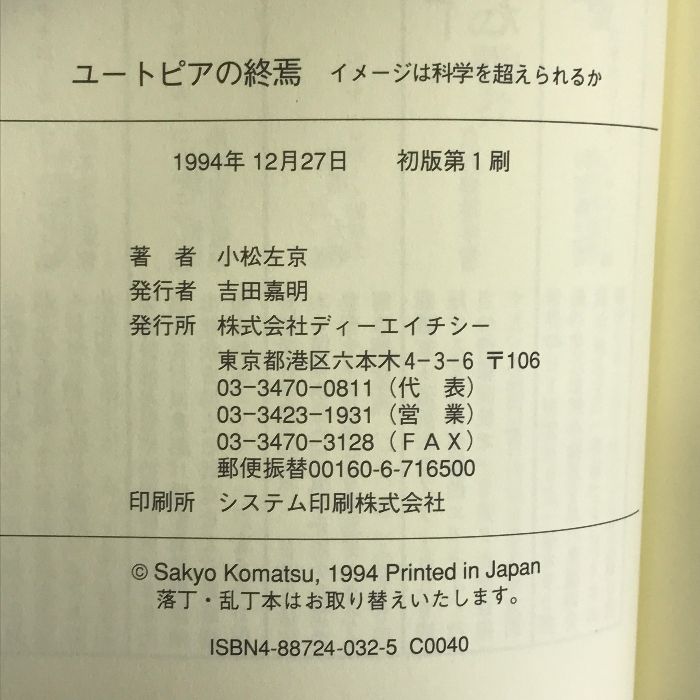 ユートピアの終焉　イメージは科学を超えられるか
1994年 12月27日　　初版第1刷
著　者　小松左京
発行者　吉田嘉明
発行所　株式会社ディーエイチシー
東京都港区六本木4−3−6 〒106
03−3470−0811（代　表）
03−3423−1931（営　業）
03−3470−3128（ＦＡＸ）
郵便振替00160-6-716500
印刷所　システム印刷株式会社
© Sakyo Komatsu, 1994 Printed in Japan
落丁・乱丁本はお取り替えいたします。
ISBN4-88724-032-5 C0040